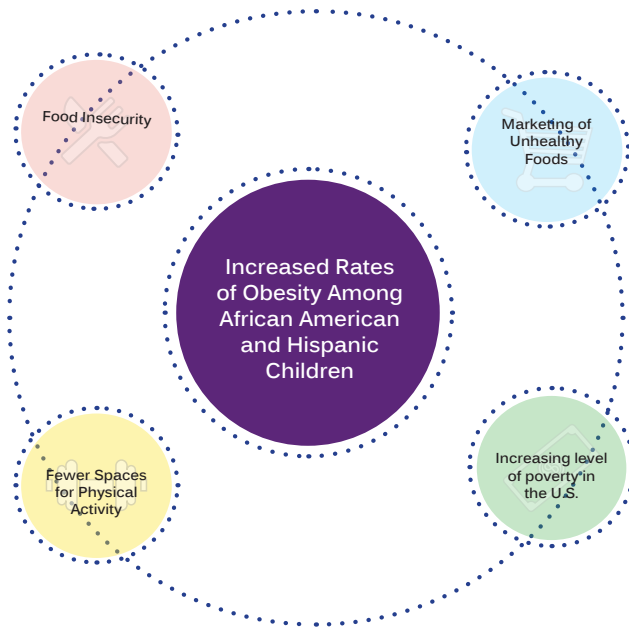 Food Insecurity
Marketing of
Unhealthy
Foods
Increased Rates
of Obesity Among
African American
and Hispanic
Children
Fewer Spaces
for Physical
Activity
Increasing level
of poverty in
the U.S.